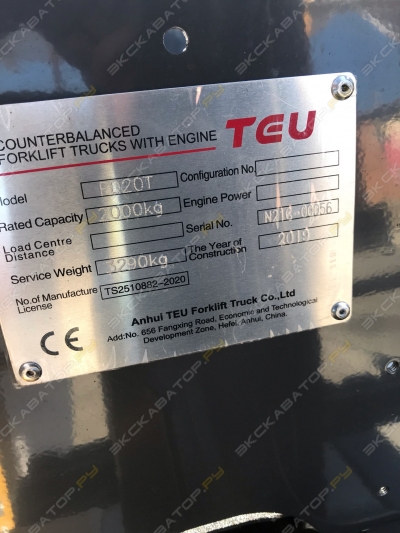 COUNTERBALANCED
FORKLIFT TRUCKS WITH ENGINE
TEU
Model FD20T Configuration No.
Rated Capacity 2000kg Engine Power
Load Centre Distance Serial No. N210-00056
Service Weight 3290kg The Year of Construction 2019
No.of Manufacture License TS2510882-2020
CE
Anhui TEU Forklift Truck Co.,Ltd
Add:No. 656 Fangxing Road, Economic and Technological
Development Zone, Hefei, Anhui, China.
ЭКСКАВАТОР.РУ